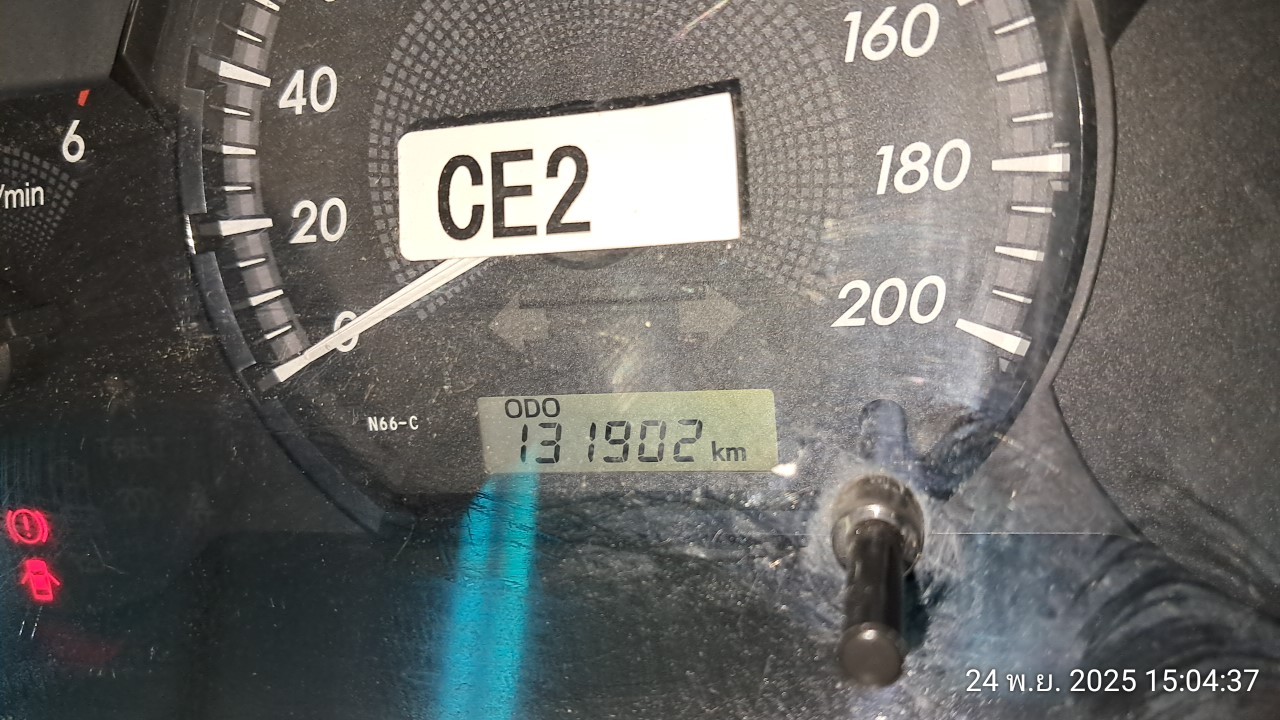 160
40
6
180
/min
CE2
20
200
0
ODO
N66-C
131902 km
24 พ.ย. 2025 15:04:37